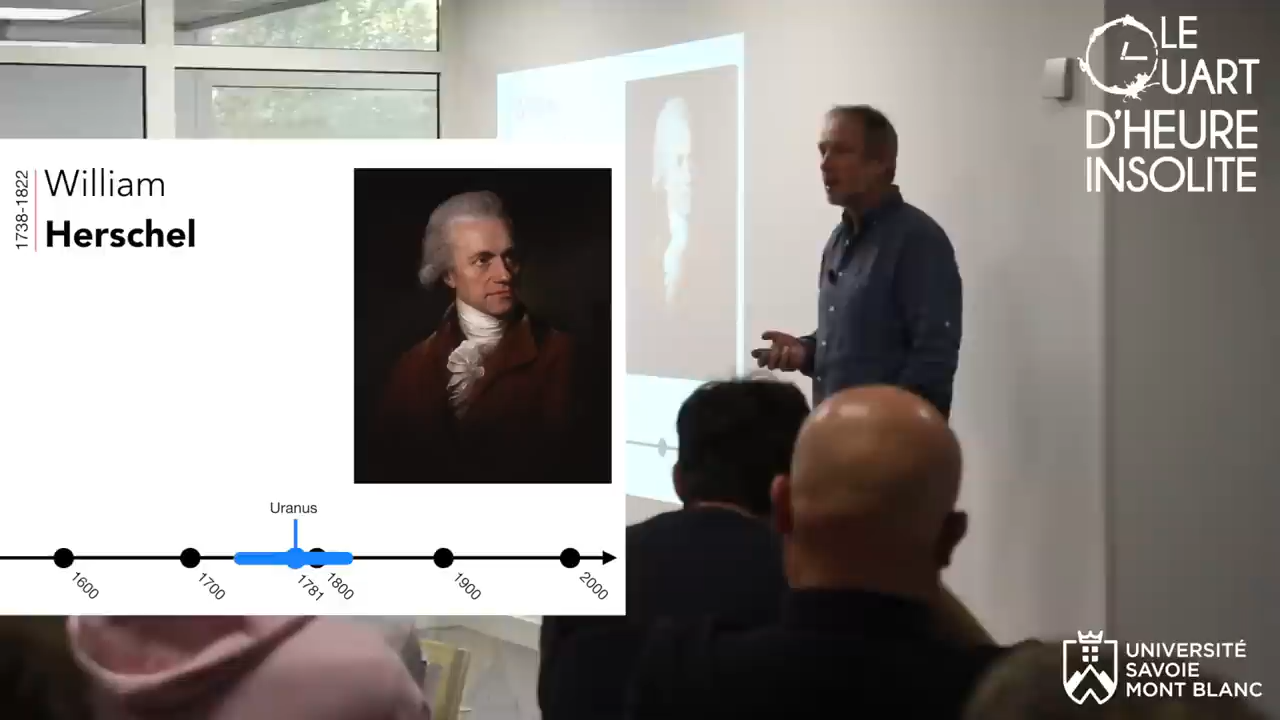 1738-1822
William
Herschel
Uranus
1600
1700
1781
1800
1900
2000
LE
QUART
D'HEURE
INSOLITE
UNIVERSITÉ
SAVOIE
MONT BLANC